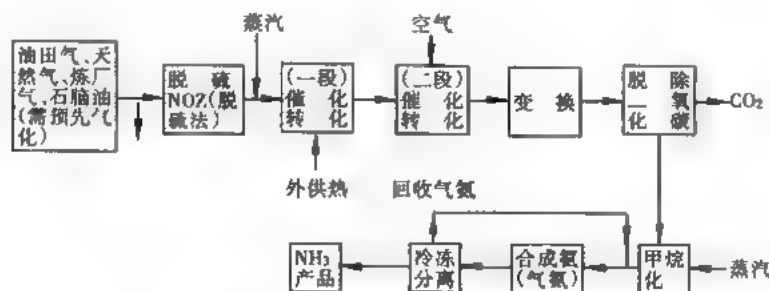 蒸汽
空气
油田气、天
然气、炼厂
气、石脑油
(需预先气
化)
脱硫
NOZ(脱
硫法)
(一段)
催化
转化
(二段)
催化
转化
变换
脱除
二氧
化碳
CO₂
外供热
回收气氨
NH₃
产品
冷冻
分离
合成氨
(气氨)
甲烷
化
蒸汽